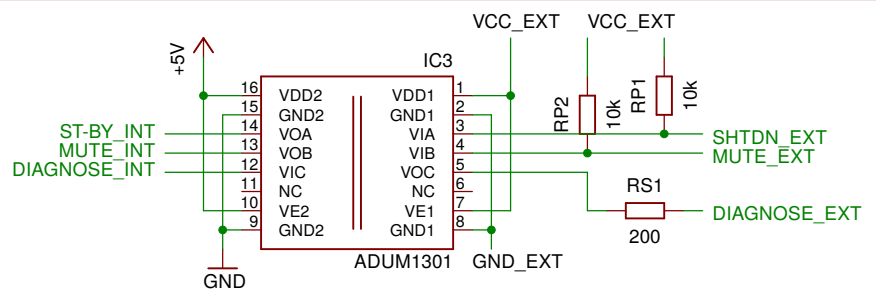 VCC_EXT VCC_EXT
+5V
IC3
16 VDD2 VDD1 1
15 GND2 GND1 2
ST-BY_INT 14 VOA VIA 3 SHTDN_EXT
MUTE_INT 13 VOB VIB 4 MUTE_EXT
DIAGNOSE_INT 12 VIC VOC 5
11 NC NC 6
10 VE2 VE1 7
9 GND2 GND1 8
RP2 10k
RP1 10k
RS1
DIAGNOSE_EXT
200
ADUM1301
GND_EXT
GND